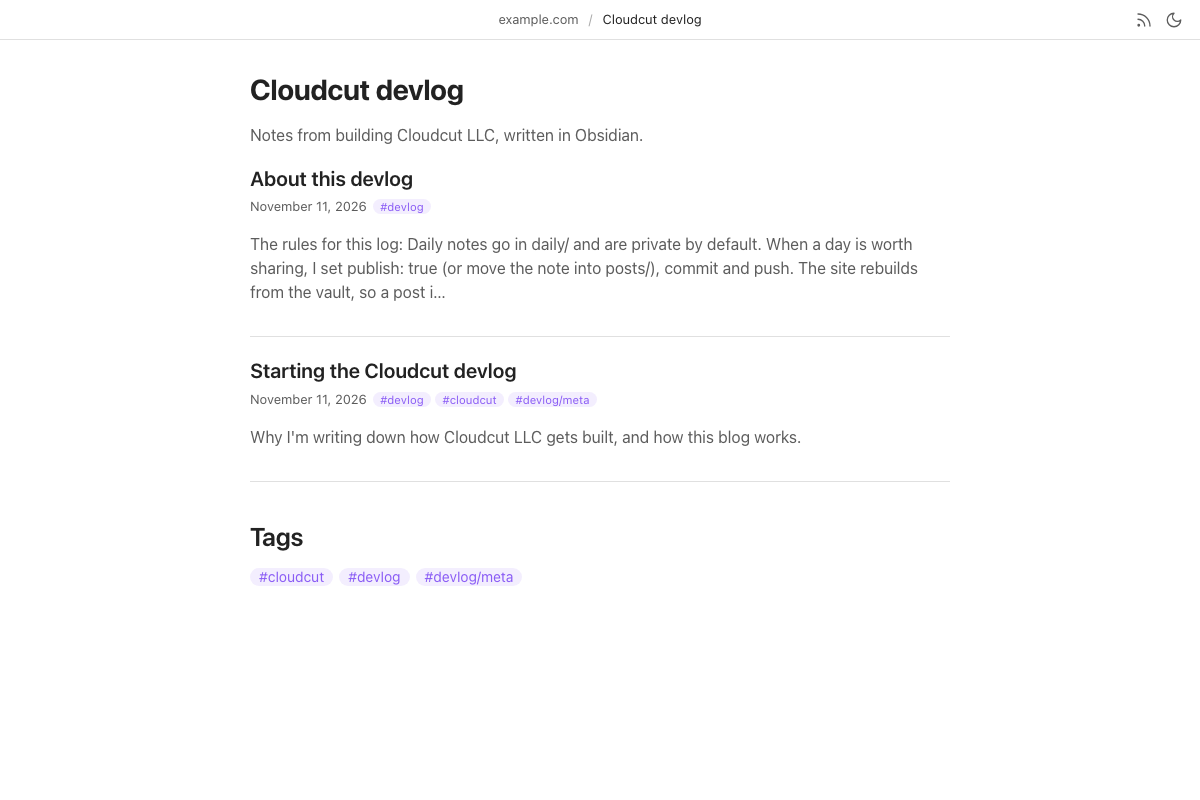 example.com / Cloudcut devlog
Cloudcut devlog
Notes from building Cloudcut LLC, written in Obsidian.
About this devlog
November 11, 2026 #devlog
The rules for this log: Daily notes go in daily/ and are private by default. When a day is worth
sharing, I set publish: true (or move the note into posts/), commit and push. The site rebuilds
from the vault, so a post i...
Starting the Cloudcut devlog
November 11, 2026 #devlog #cloudcut #devlog/meta
Why I'm writing down how Cloudcut LLC gets built, and how this blog works.
Tags
#cloudcut #devlog #devlog/meta